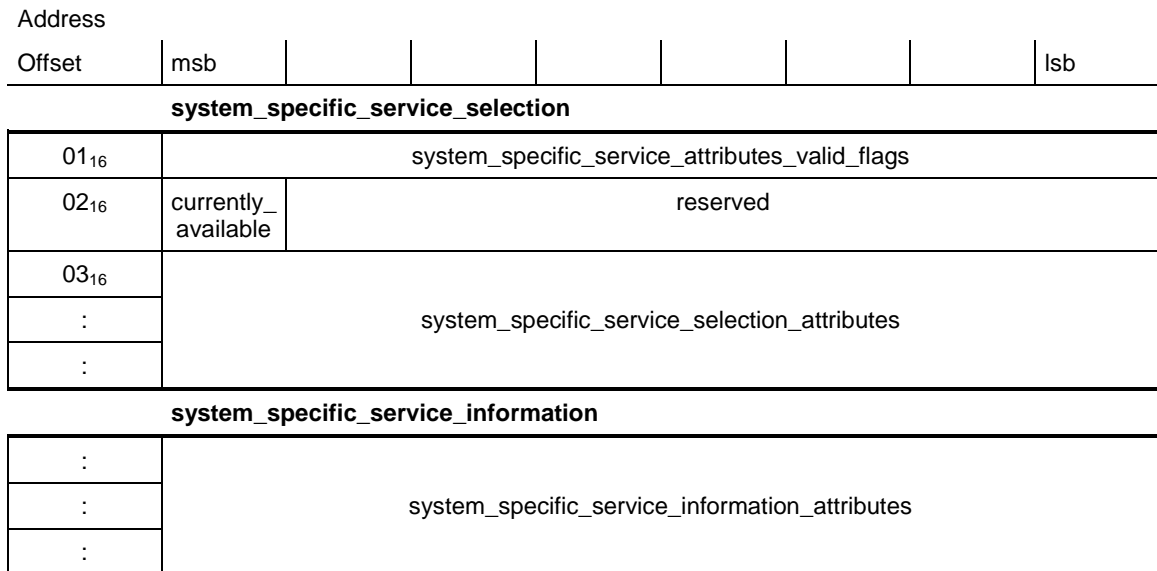 Address
Offset msb lsb
system_specific_service_selection
01₁₆ system_specific_service_attributes_valid_flags
02₁₆ currently_ reserved
available
03₁₆
: system_specific_service_selection_attributes
:
system_specific_service_information
:
: system_specific_service_information_attributes
: